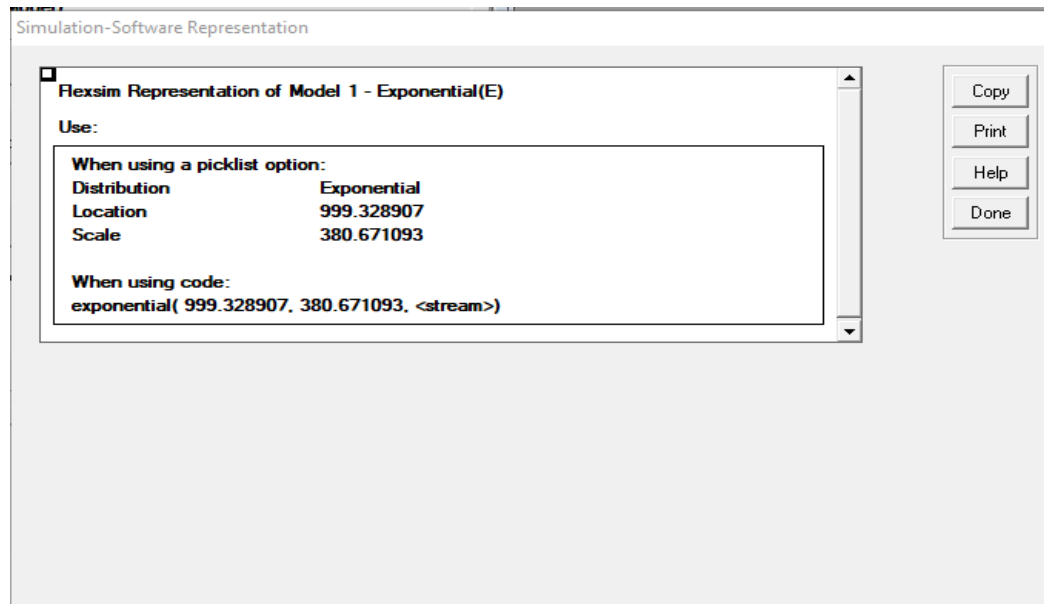 Simulation-Software Representation
Flexsim Representation of Model 1 - Exponential(E)
Use:
When using a picklist option:
Distribution Exponential
Location 999.328907
Scale 380.671093
When using code:
exponential( 999.328907, 380.671093, <stream>)
Copy
Print
Help
Done